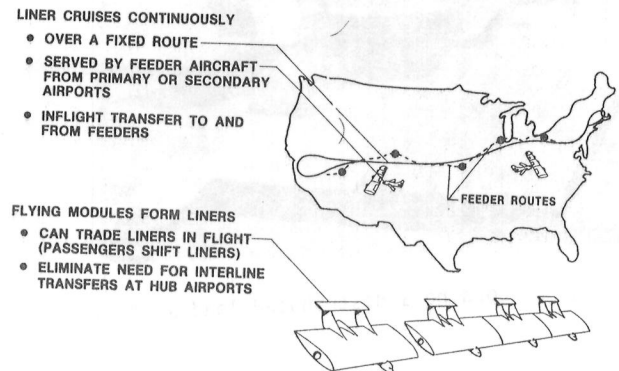 LINER CRUISES CONTINUOUSLY
• OVER A FIXED ROUTE
• SERVED BY FEEDER AIRCRAFT
FROM PRIMARY OR SECONDARY
AIRPORTS
• INFLIGHT TRANSFER TO AND
FROM FEEDERS
FEEDER ROUTES
FLYING MODULES FORM LINERS
• CAN TRADE LINERS IN FLIGHT
(PASSENGERS SHIFT LINERS)
• ELIMINATE NEED FOR INTERLINE
TRANSFERS AT HUB AIRPORTS